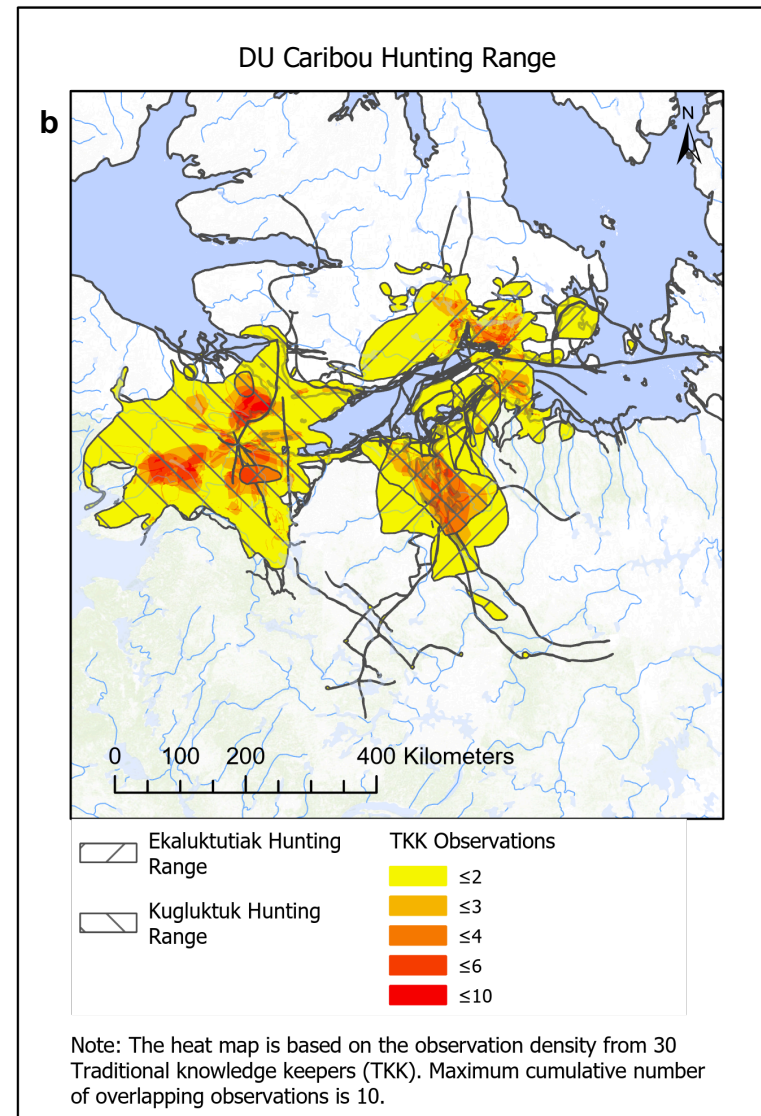 DU Caribou Hunting Range
b
N
0 100 200 400 Kilometers
Ekaluktutiak Hunting
Range
Kugluktuk Hunting
Range
TKK Observations
≤2
≤3
≤4
≤6
≤10
Note: The heat map is based on the observation density from 30
Traditional knowledge keepers (TKK). Maximum cumulative number
of overlapping observations is 10.